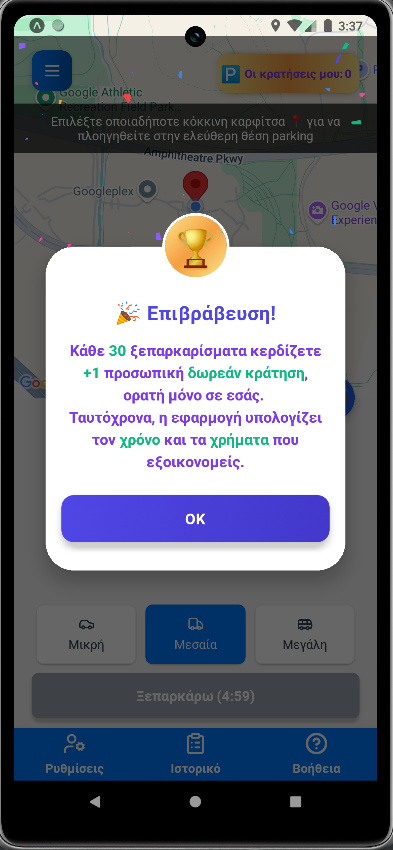 3:37
P Οι κρατήσεις μου: 0
Google Athletic
Recreation Field Park...
Επιλέξτε οποιαδήποτε κόκκινη καρφίτσα 📍 για να
πλοηγηθείτε στην ελεύθερη θέση parking
Amphitheatre Pkwy
Googleplex
Google V
Experien
🎉 Επιβράβευση!
Κάθε 30 ξεπαρκαρίσματα κερδίζετε
+1 προσωπική δωρεάν κράτηση,
ορατή μόνο σε εσάς.
Ταυτόχρονα, η εφαρμογή υπολογίζει
τον χρόνο και τα χρήματα που
εξοικονομείς.
OK
Μικρή
Μεσαία
Μεγάλη
Ξεπαρκάρω (4:59)
Ρυθμίσεις
Ιστορικό
Βοήθεια